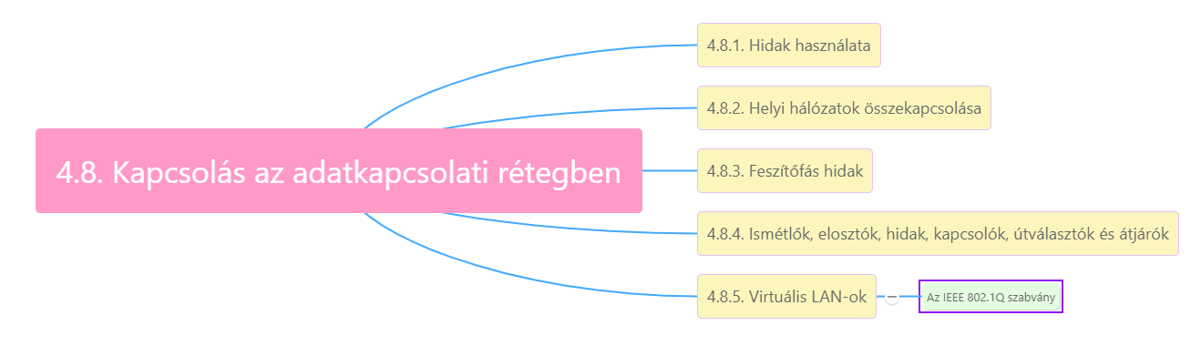 4.8. Kapcsolás az adatkapcsolati rétegben
4.8.1. Hidak használata
4.8.2. Helyi hálózatok összekapcsolása
4.8.3. Feszítőfás hidak
4.8.4. Ismétlők, elosztók, hidak, kapcsolók, útválasztók és átjárók
4.8.5. Virtuális LAN-ok
Az IEEE 802.1Q szabvány